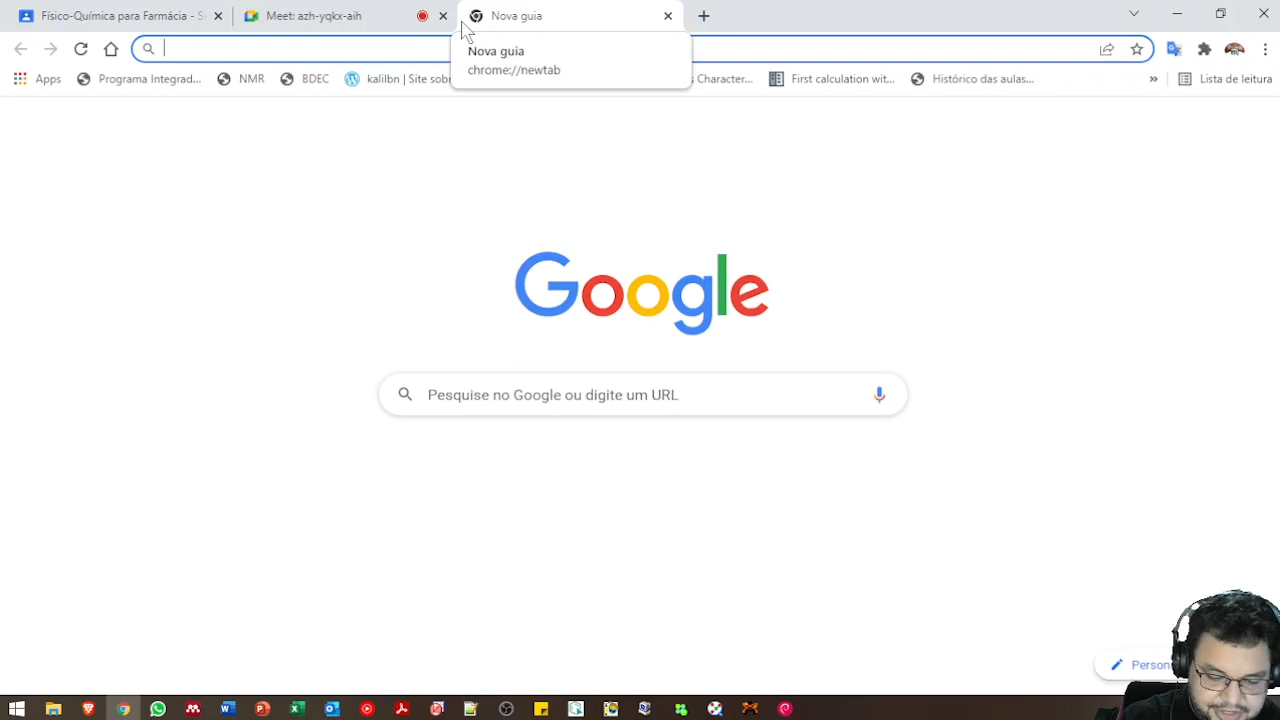 Físico-Química para Farmácia - S
Meet: azh-yqkx-aih
Nova guia
Nova guia
chrome://newtab
Apps
Programa Integrad...
NMR
BDEC
kalilbn | Site sobr
Character...
First calculation wit...
Histórico das aulas...
»
Lista de leitura
Google
Pesquise no Google ou digite um URL
Person